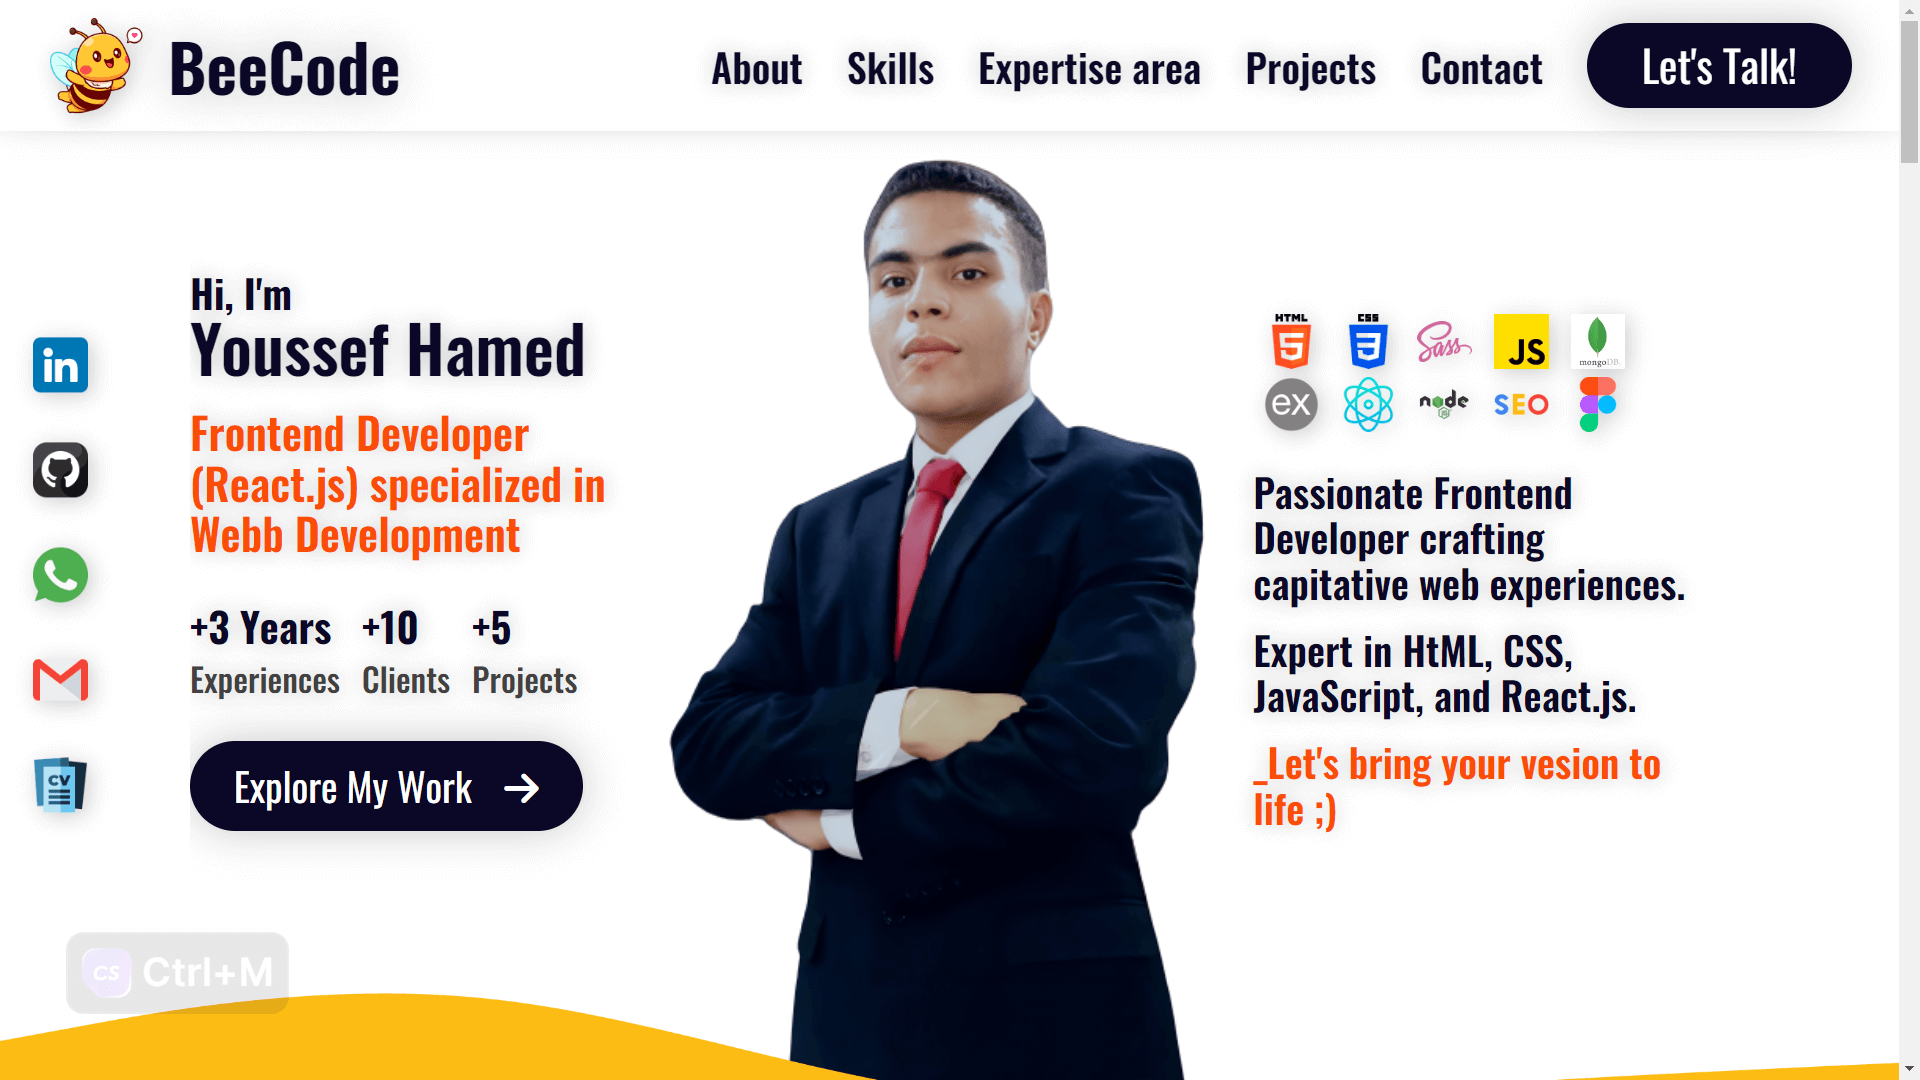 BeeCode
About Skills Expertise area Projects Contact Let's Talk!
Hi, I'm
Youssef Hamed
Frontend Developer
(React.js) specialized in
Webb Development
+3 Years +10 +5
Experiences Clients Projects
Explore My Work
in
CV
HTML CSS Sass JS mongoDB
ex node JS SEO
Passionate Frontend
Developer crafting
capitative web experiences.
Expert in HtML, CSS,
JavaScript, and React.js.
_Let's bring your vesion to
life ;)
CS Ctrl+M